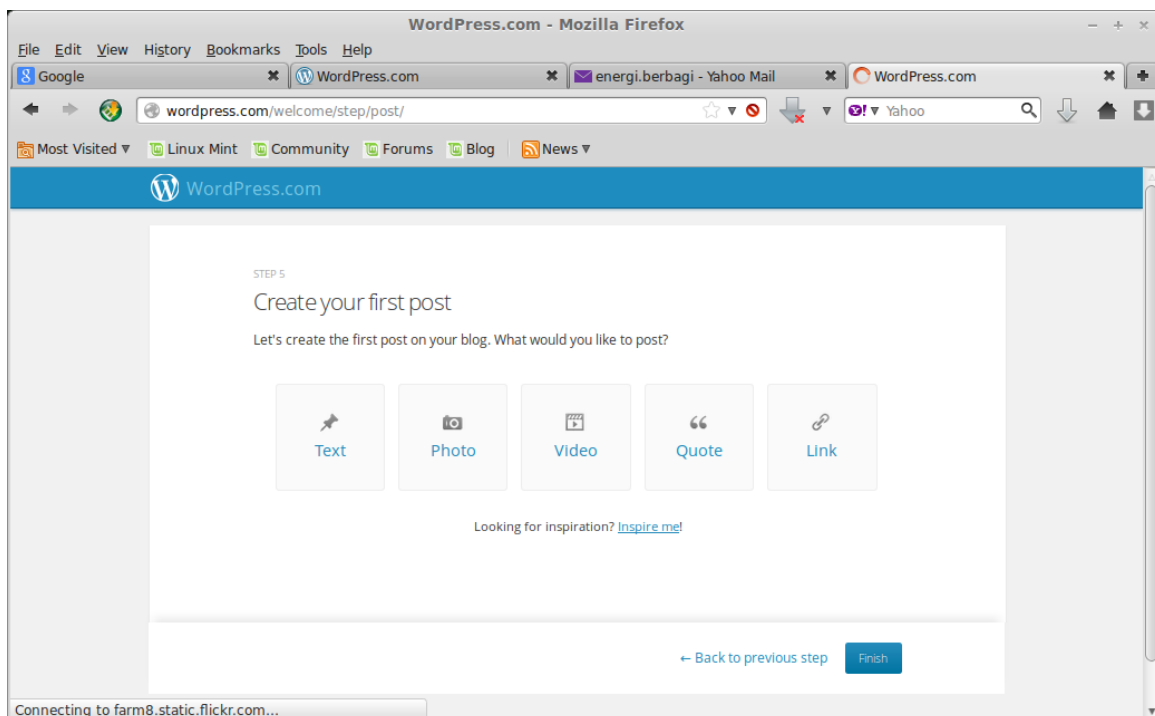 WordPress.com - Mozilla Firefox
File Edit View History Bookmarks Tools Help
Google WordPress.com energi.berbagi - Yahoo Mail WordPress.com
wordpress.com/welcome/step/post/ Yahoo
Most Visited Linux Mint Community Forums Blog News
WordPress.com
STEP 5
Create your first post
Let's create the first post on your blog. What would you like to post?
Text Photo Video Quote Link
Looking for inspiration? Inspire me!
← Back to previous step Finish
Connecting to farm8.static.flickr.com...